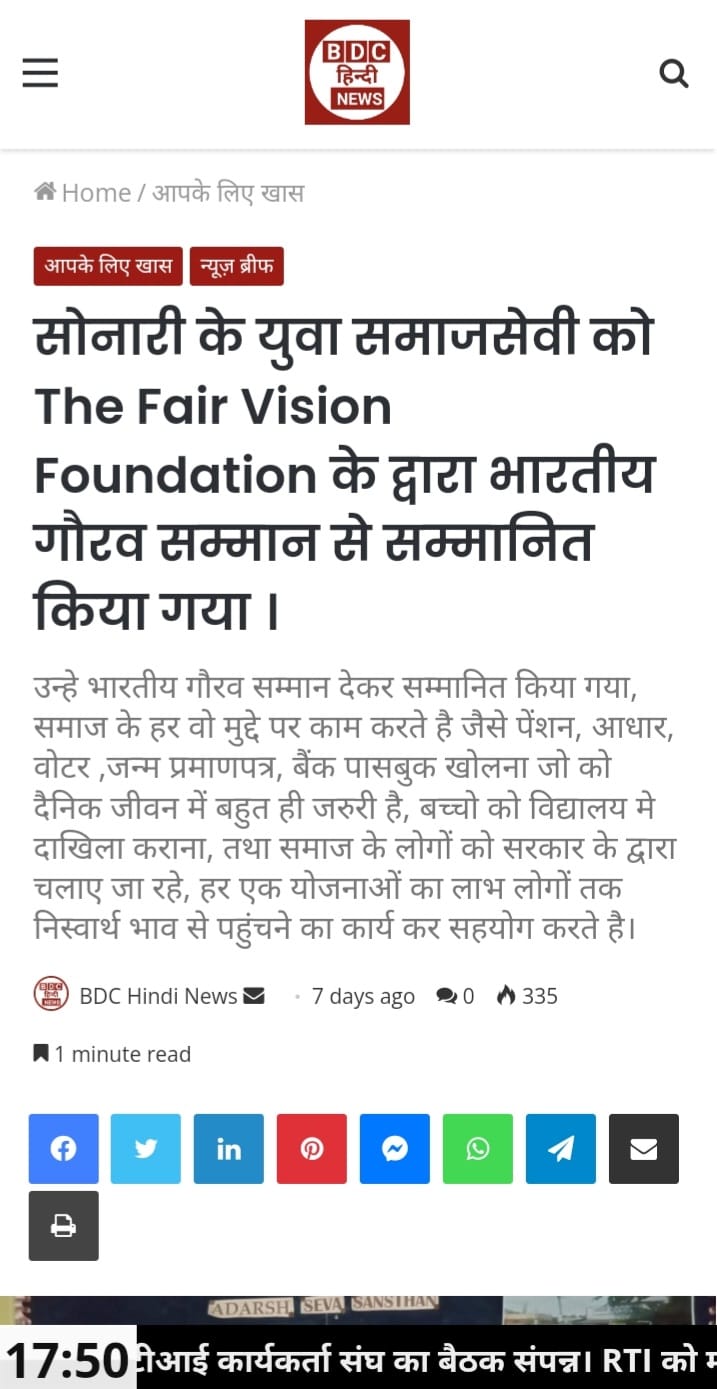 BDC
हिन्दी
NEWS
Home / आपके लिए खास
आपके लिए खास न्यूज़ ब्रीफ
सोनारी के युवा समाजसेवी को
The Fair Vision
Foundation के द्वारा भारतीय
गौरव सम्मान से सम्मानित
किया गया ।
उन्हे भारतीय गौरव सम्मान देकर सम्मानित किया गया,
समाज के हर वो मुद्दे पर काम करते है जैसे पेंशन, आधार,
वोटर ,जन्म प्रमाणपत्र, बैंक पासबुक खोलना जो को
दैनिक जीवन में बहुत ही जरुरी है, बच्चो को विद्यालय मे
दाखिला कराना, तथा समाज के लोगों को सरकार के द्वारा
चलाए जा रहे, हर एक योजनाओं का लाभ लोगों तक
निस्वार्थ भाव से पहुंचने का कार्य कर सहयोग करते है।
BDC Hindi News 7 days ago 0 335
1 minute read
ADARSH SEVA SANSTHAN
17:50 टीआई कार्यकर्ता संघ का बैठक संपन्न। RTI को